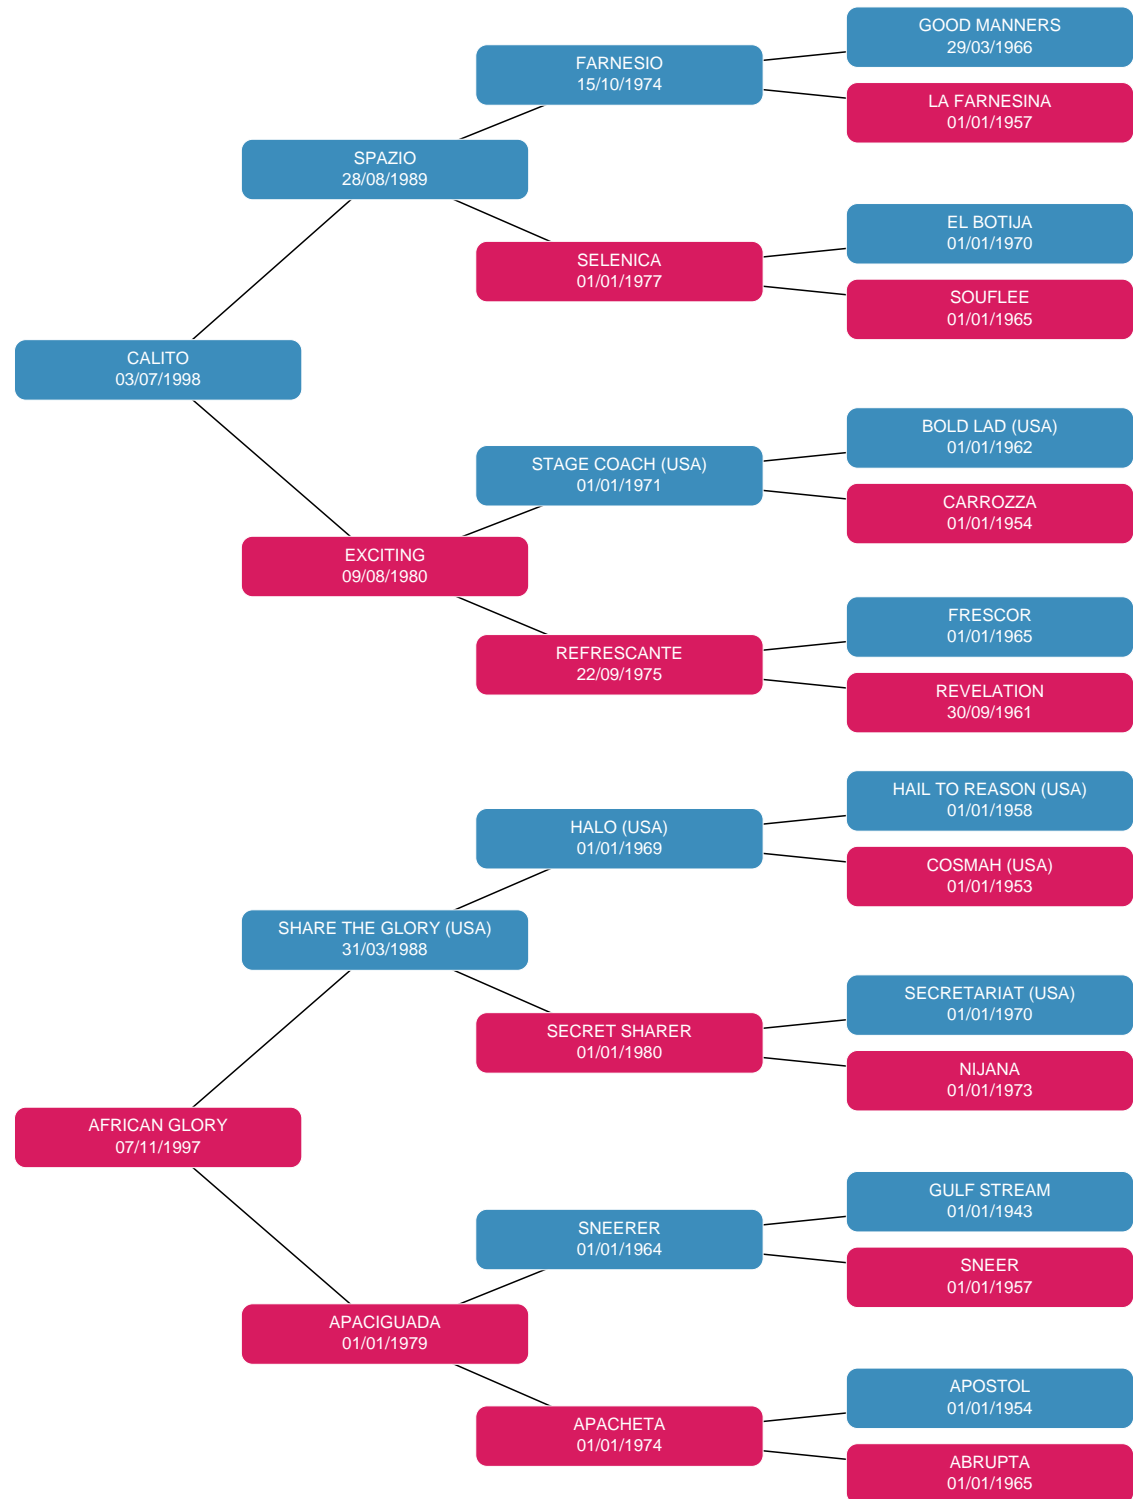 GOOD MANNERS
29/03/1966
FARNESIO
15/10/1974
LA FARNESINA
01/01/1957
SPAZIO
28/08/1989
EL BOTIJA
01/01/1970
SELENICA
01/01/1977
SOUFLEE
01/01/1965
CALITO
03/07/1998
BOLD LAD (USA)
01/01/1962
STAGE COACH (USA)
01/01/1971
CARROZZA
01/01/1954
EXCITING
09/08/1980
FRESCOR
01/01/1965
REFRESCANTE
22/09/1975
REVELATION
30/09/1961
HAIL TO REASON (USA)
01/01/1958
HALO (USA)
01/01/1969
COSMAH (USA)
01/01/1953
SHARE THE GLORY (USA)
31/03/1988
SECRETARIAT (USA)
01/01/1970
SECRET SHARER
01/01/1980
NIJANA
01/01/1973
AFRICAN GLORY
07/11/1997
GULF STREAM
01/01/1943
SNEERER
01/01/1964
SNEER
01/01/1957
APACIGUADA
01/01/1979
APOSTOL
01/01/1954
APACHETA
01/01/1974
ABRUPTA
01/01/1965